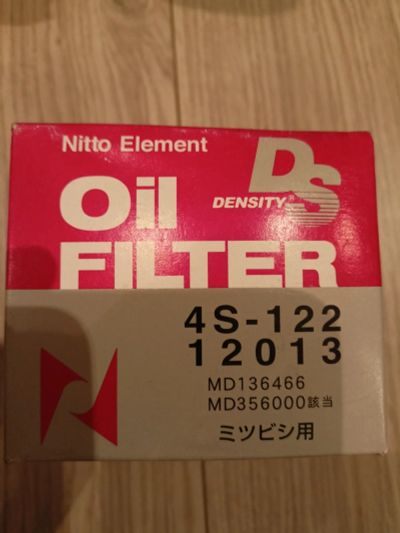 Nitto Element
DS
DENSITY
Oil
FILTER
4S-122
12013
MD136466
MD356000該当
ミツビシ用